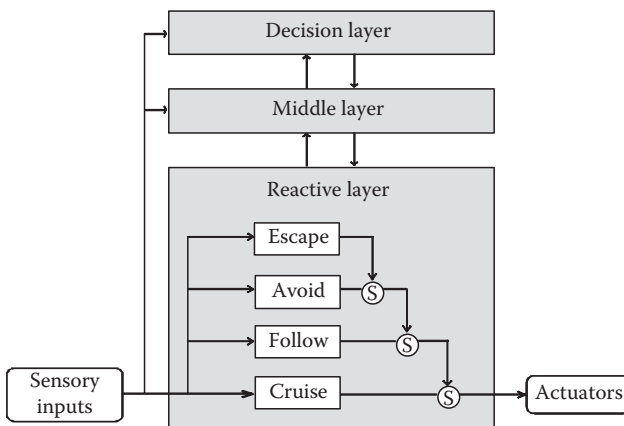 Decision layer
Middle layer
Reactive layer
Escape
Avoid
S
Follow
S
Sensory
inputs
Cruise
S
Actuators